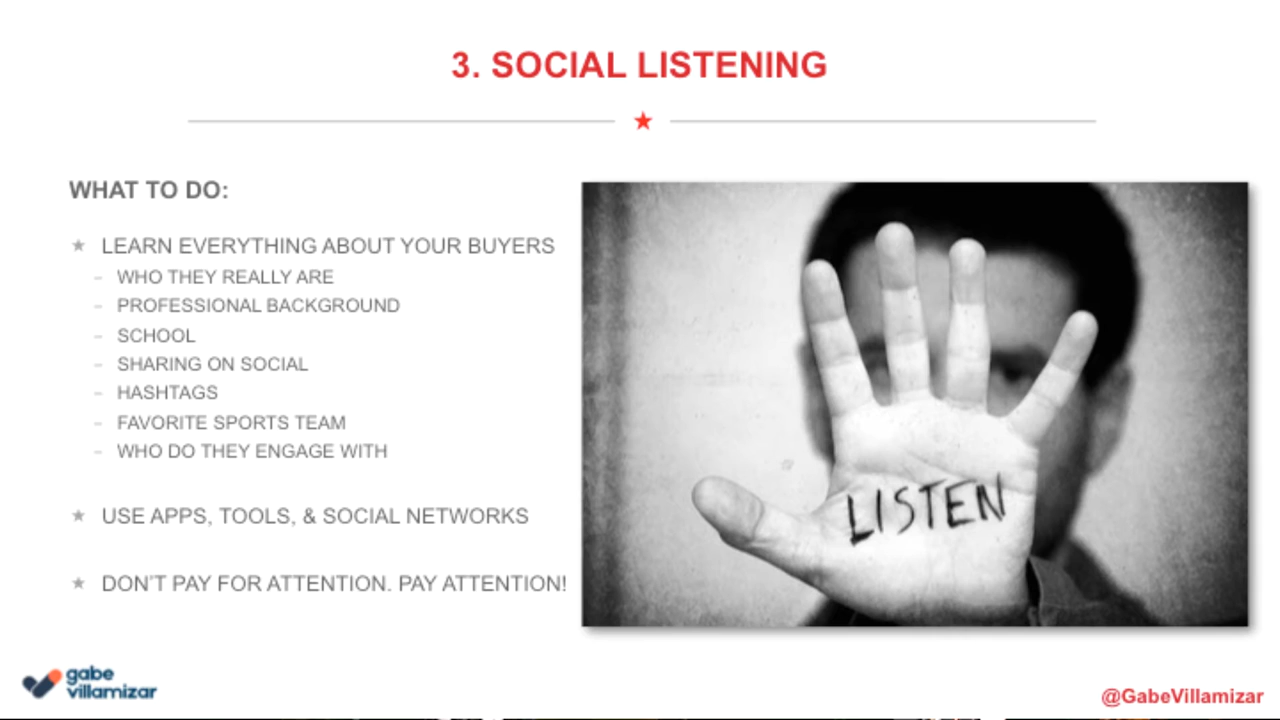 3. SOCIAL LISTENING
WHAT TO DO:
LEARN EVERYTHING ABOUT YOUR BUYERS
– WHO THEY REALLY ARE
– PROFESSIONAL BACKGROUND
– SCHOOL
– SHARING ON SOCIAL
– HASHTAGS
– FAVORITE SPORTS TEAM
– WHO DO THEY ENGAGE WITH
USE APPS, TOOLS, & SOCIAL NETWORKS
DON'T PAY FOR ATTENTION. PAY ATTENTION!
LISTEN
gabe
villamizar
@GabeVillamizar